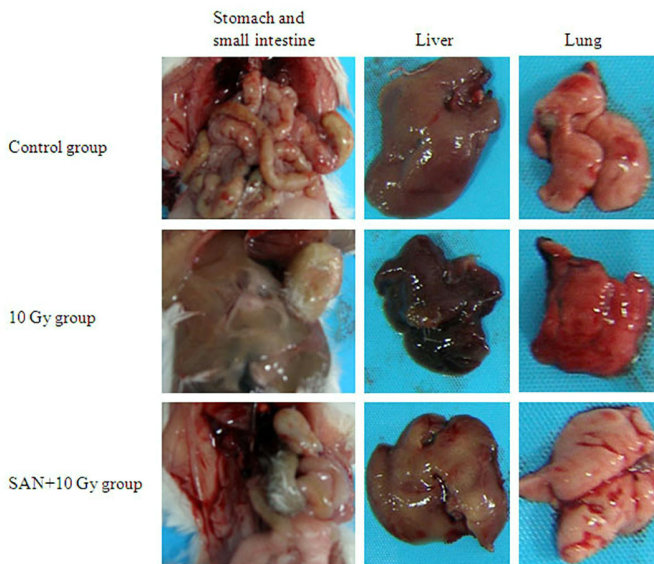 Stomach and
small intestine
Liver
Lung
Control group
10 Gy group
SAN+10 Gy group